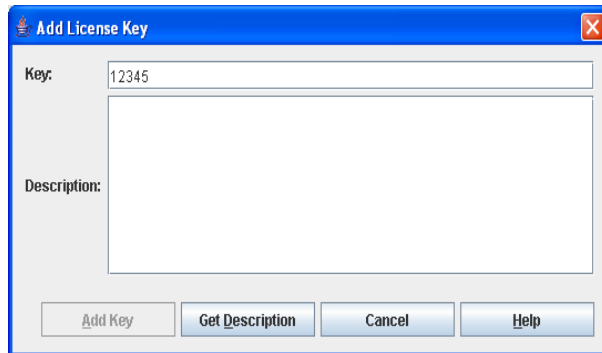 Add License Key
Key: 12345
Description:
Add Key Get Description Cancel Help